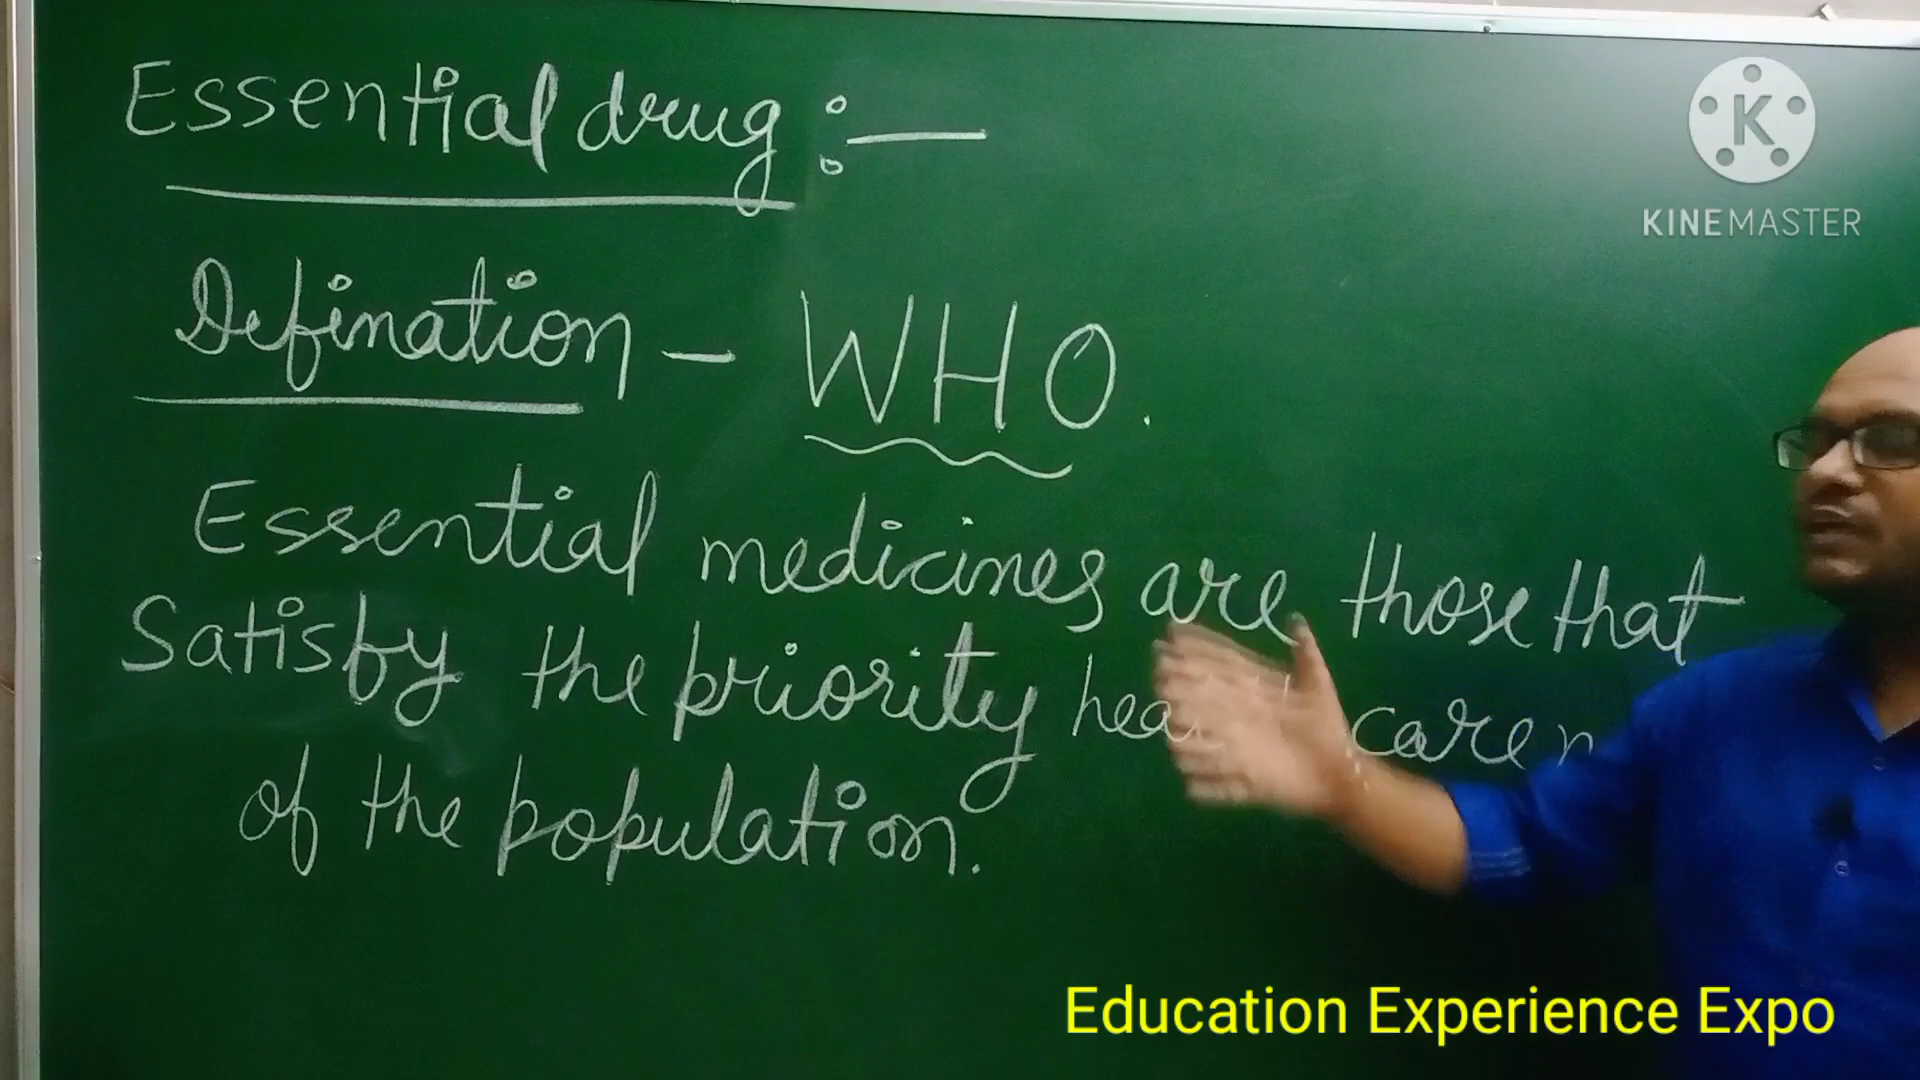 Essential drug :—
Defination – WHO.
Essential medicines are those that
Satisfy the priority care
of the population.
K
KINEMASTER
Education Experience Expo